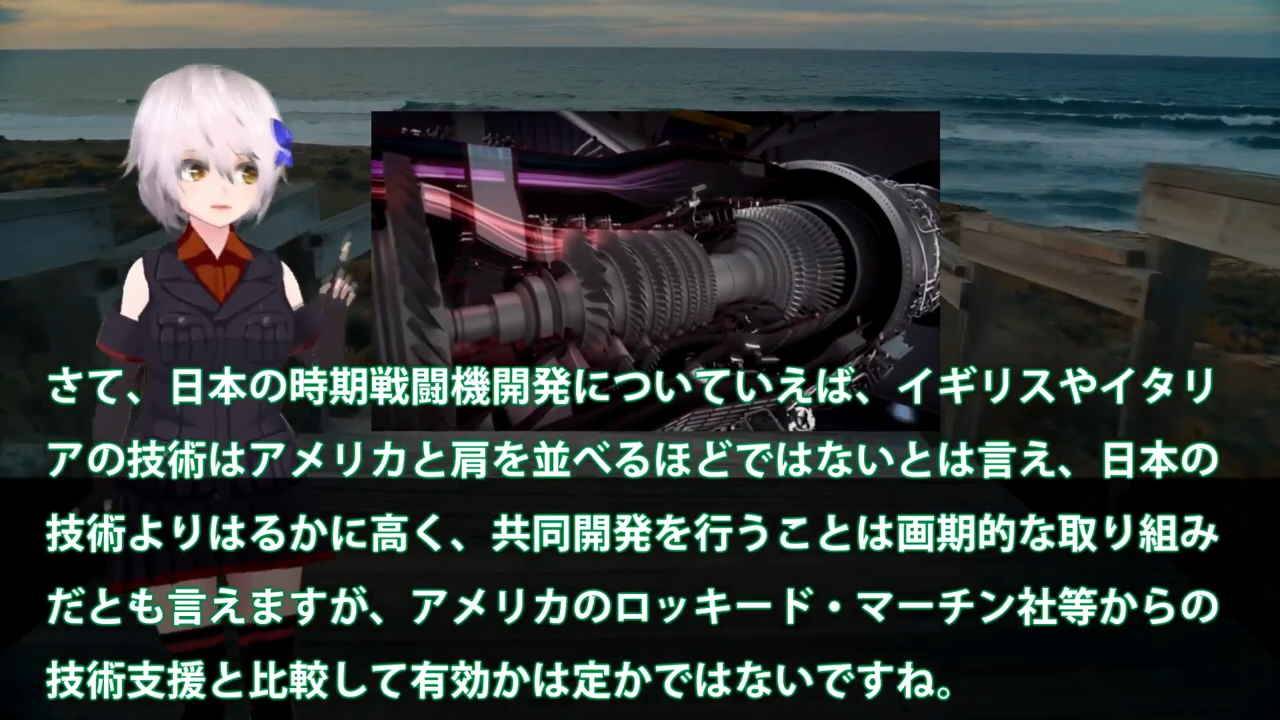 さて、日本の時期戦闘機開発についていえば、イギリスやイタリ
アの技術はアメリカと肩を並べるほどではないとは言え、日本の
技術よりはるかに高く、共同開発を行うことは画期的な取り組み
だとも言えますが、アメリカのロッキード・マーチン社等からの
技術支援と比較して有効かは定かではないですね。